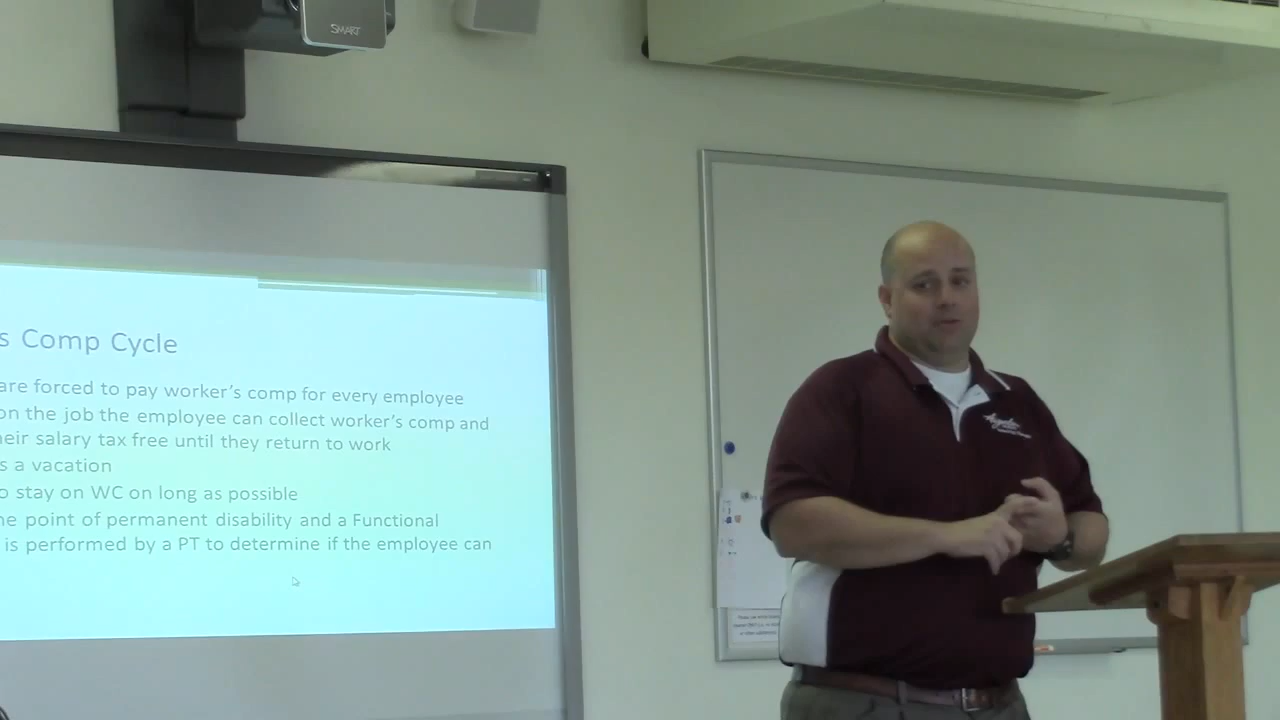 SMART
s Comp Cycle
are forced to pay worker's comp for every employee
on the job the employee can collect worker's comp and
heir salary tax free until they return to work
s a vacation
o stay on WC on long as possible
he point of permanent disability and a Functional
is performed by a PT to determine if the employee can